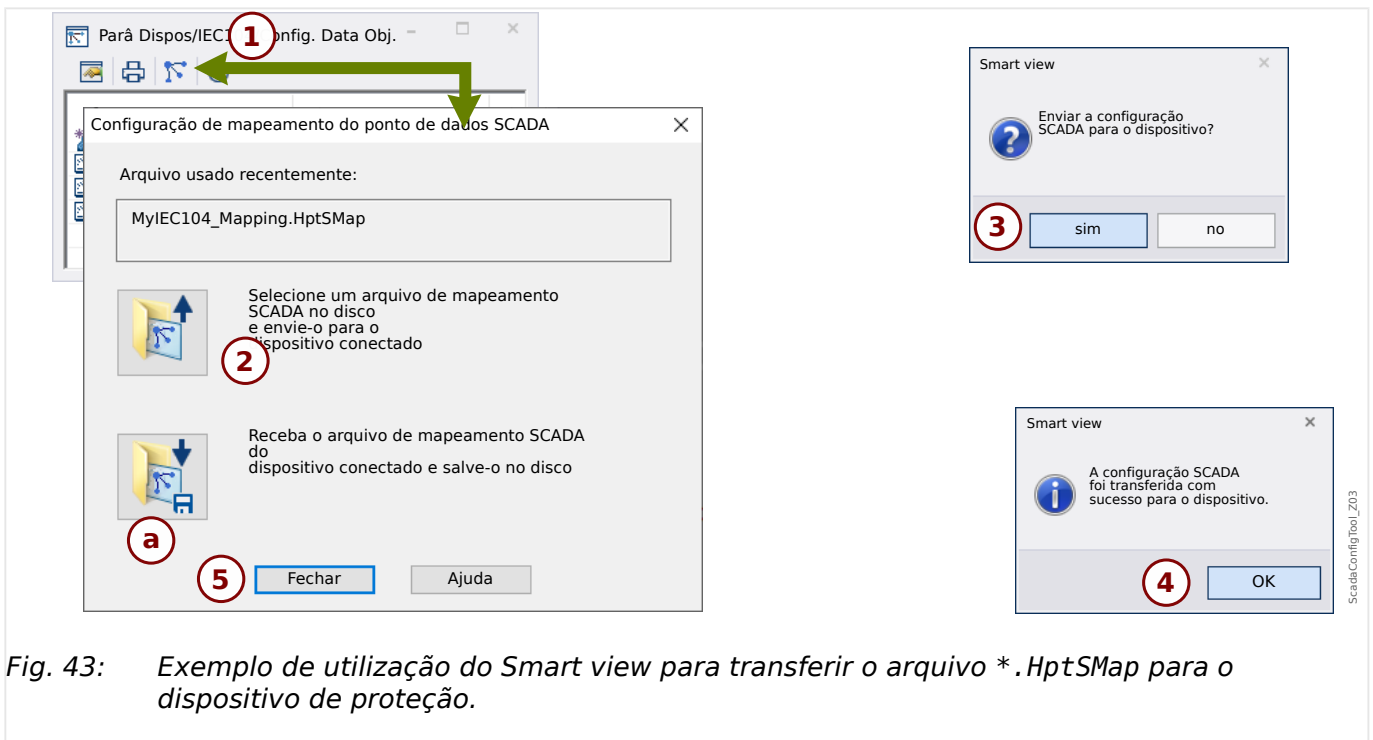 Parâ Dispos/IEC1 onfig. Data Obj.
1
Configuração de mapeamento do ponto de dados SCADA
Arquivo usado recentemente:
MyIEC104_Mapping.HptSMap
Selecione um arquivo de mapeamento
SCADA no disco
e envie-o para o
dispositivo conectado
2
Receba o arquivo de mapeamento SCADA
do
dispositivo conectado e salve-o no disco
a
5
Fechar
Ajuda
Smart view
Enviar a configuração
SCADA para o dispositivo?
3
sim
no
Smart view
A configuração SCADA
foi transferida com
sucesso para o dispositivo.
4
OK
ScadaConfigTool_Z03
Fig. 43: Exemplo de utilização do Smart view para transferir o arquivo *.HptSMap para o
dispositivo de proteção.